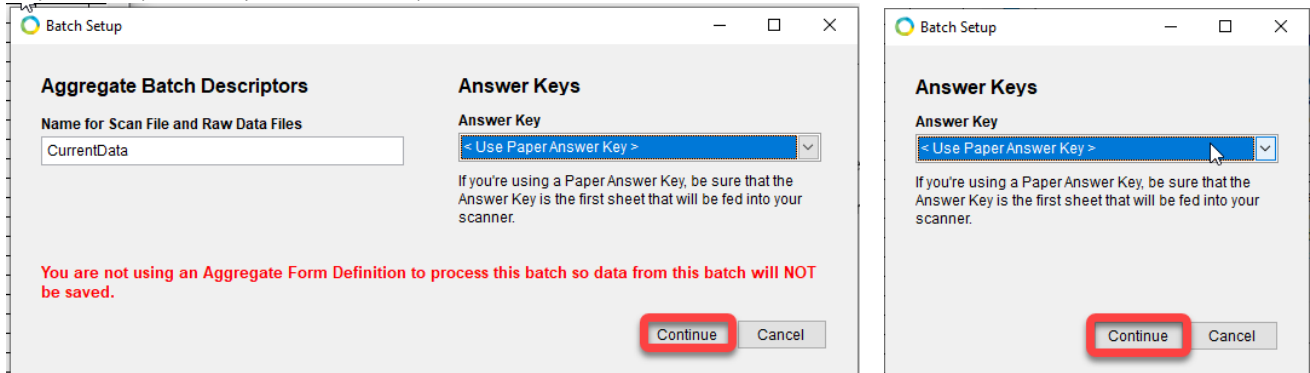 Batch Setup
Aggregate Batch Descriptors
Name for Scan File and Raw Data Files
CurrentData
Answer Keys
Answer Key
< Use Paper Answer Key >
If you're using a Paper Answer Key, be sure that the
Answer Key is the first sheet that will be fed into your
scanner.
You are not using an Aggregate Form Definition to process this batch so data from this batch will NOT
be saved.
Continue
Cancel
Batch Setup
Answer Keys
Answer Key
< Use Paper Answer Key >
If you're using a Paper Answer Key, be sure that the
Answer Key is the first sheet that will be fed into your
scanner.
Continue
Cancel